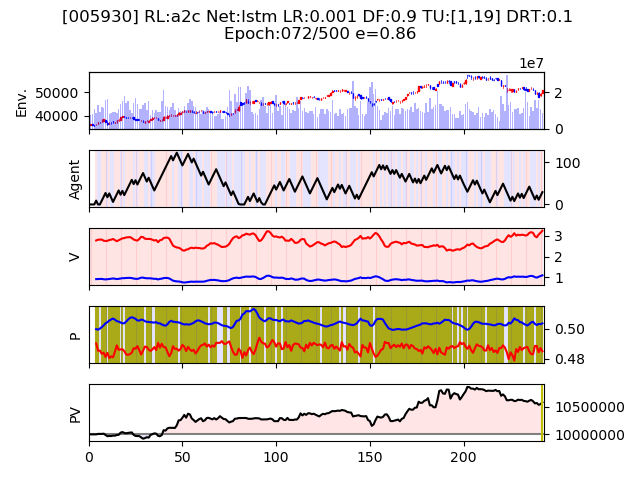 [005930] RL:a2c Net:lstm LR:0.001 DF:0.9 TU:[1,19] DRT:0.1
Epoch:072/500 e=0.86
1e7
Env.
50000
40000
2
0
Agent
100
0
V
3
2
1
P
0.50
0.48
PV
10500000
10000000
0 50 100 150 200